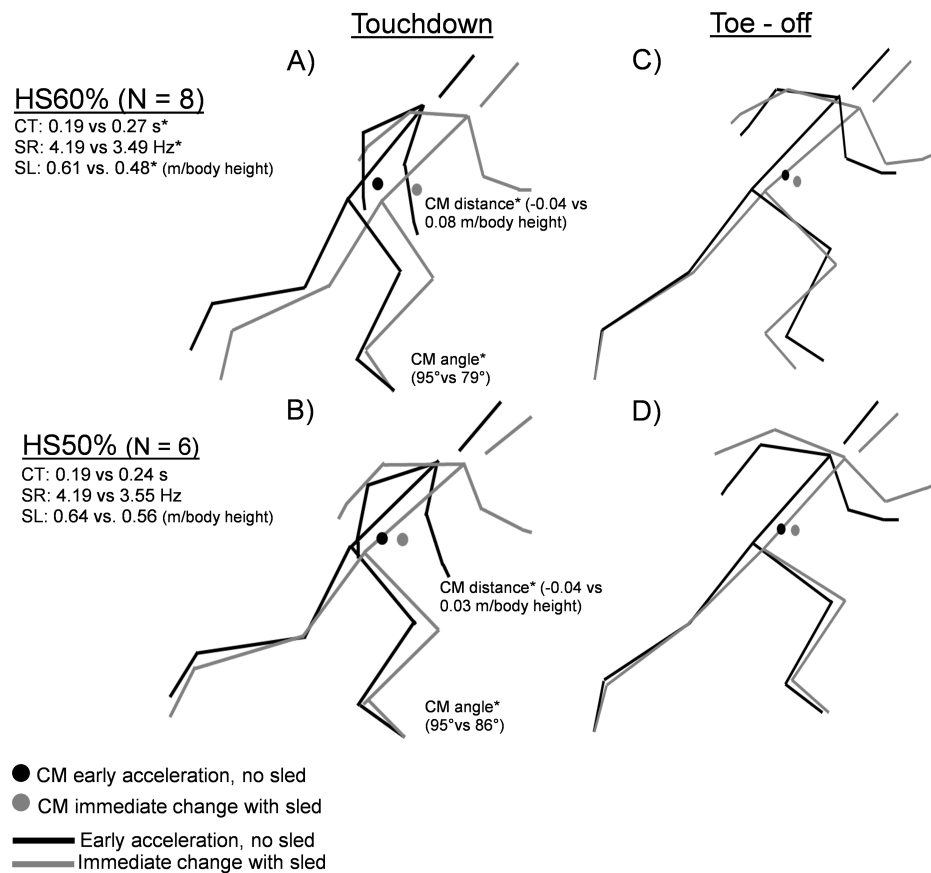 Touchdown
Toe - off
A)
C)
HS60% (N = 8)
CT: 0.19 vs 0.27 s*
SR: 4.19 vs 3.49 Hz*
SL: 0.61 vs. 0.48* (m/body height)
CM distance* (-0.04 vs
0.08 m/body height)
CM angle*
(95°vs 79°)
B)
D)
HS50% (N = 6)
CT: 0.19 vs 0.24 s
SR: 4.19 vs 3.55 Hz
SL: 0.64 vs. 0.56 (m/body height)
CM distance* (-0.04 vs
0.03 m/body height)
CM angle*
(95°vs 86°)
CM early acceleration, no sled
CM immediate change with sled
Early acceleration, no sled
Immediate change with sled